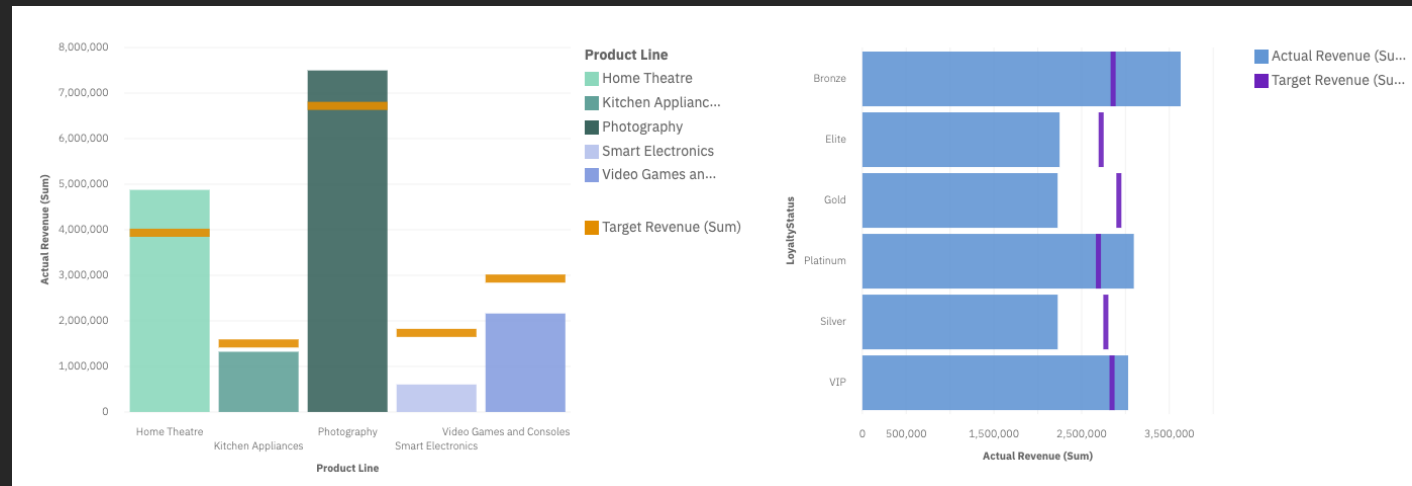 8,000,000
7,000,000
6,000,000
5,000,000
4,000,000
3,000,000
2,000,000
1,000,000
0
Actual Revenue (Sum)
Home Theatre
Kitchen Appliances
Photography
Smart Electronics
Video Games and Consoles
Product Line
Product Line
Home Theatre
Kitchen Applianc...
Photography
Smart Electronics
Video Games an...
Target Revenue (Sum)
LoyaltyStatus
Bronze
Elite
Gold
Platinum
Silver
VIP
0 500,000 1,500,000 2,500,000 3,500,000
Actual Revenue (Sum)
Actual Revenue (Su...
Target Revenue (Su...